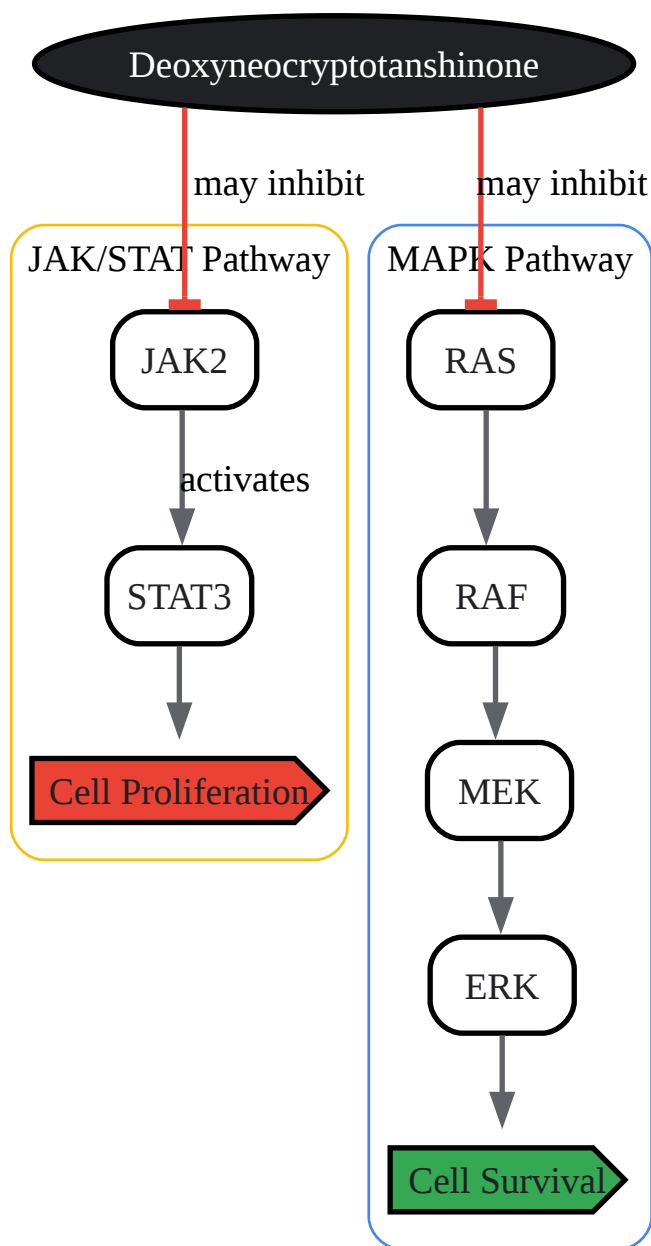 Deoxyneocryptotanshinone
may inhibit
may inhibit
JAK/STAT Pathway
MAPK Pathway
JAK2
RAS
activates
STAT3
RAF
Cell Proliferation
MEK
ERK
Cell Survival